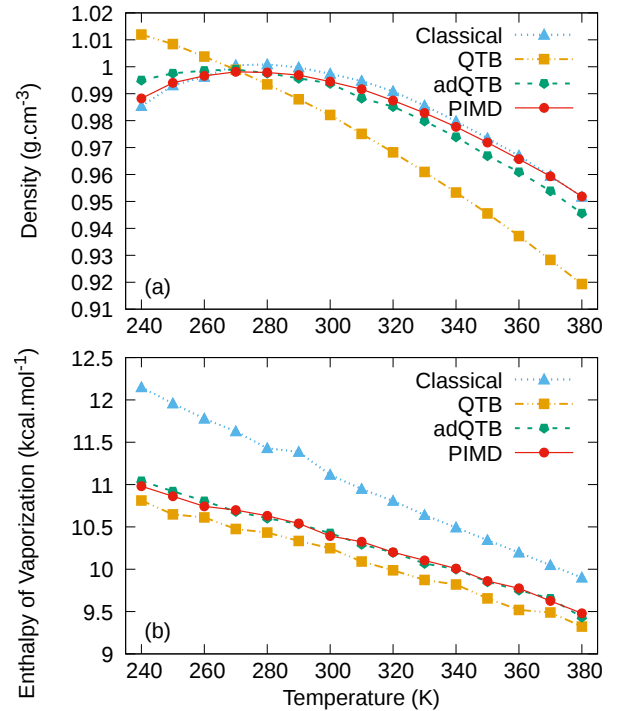 1.02
1.01
1
0.99
0.98
0.97
0.96
0.95
0.94
0.93
0.92
0.91
Density (g.cm⁻³)
Classical
QTB
adQTB
PIMD
(a)
240 260 280 300 320 340 360 380
12.5
12
11.5
11
10.5
10
9.5
9
Enthalpy of Vaporization (kcal.mol⁻¹)
Classical
QTB
adQTB
PIMD
(b)
240 260 280 300 320 340 360 380
Temperature (K)